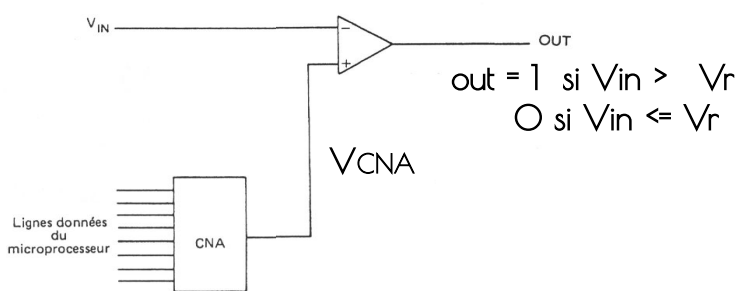 VIN
−
+
OUT
out = 1 si Vin > Vr
0 si Vin <= Vr
VCNA
Lignes données
du
microprocesseur
CNA